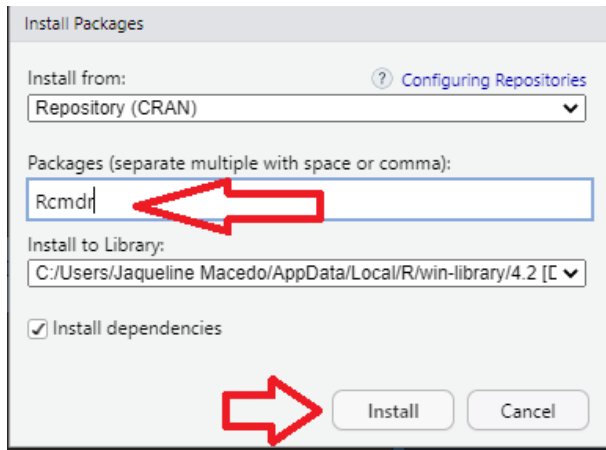 Install Packages
Install from:
? Configuring Repositories
Repository (CRAN)
Packages (separate multiple with space or comma):
Rcmdr
Install to Library:
C:/Users/Jaqueline Macedo/AppData/Local/R/win-library/4.2 [D
Install dependencies
Install Cancel